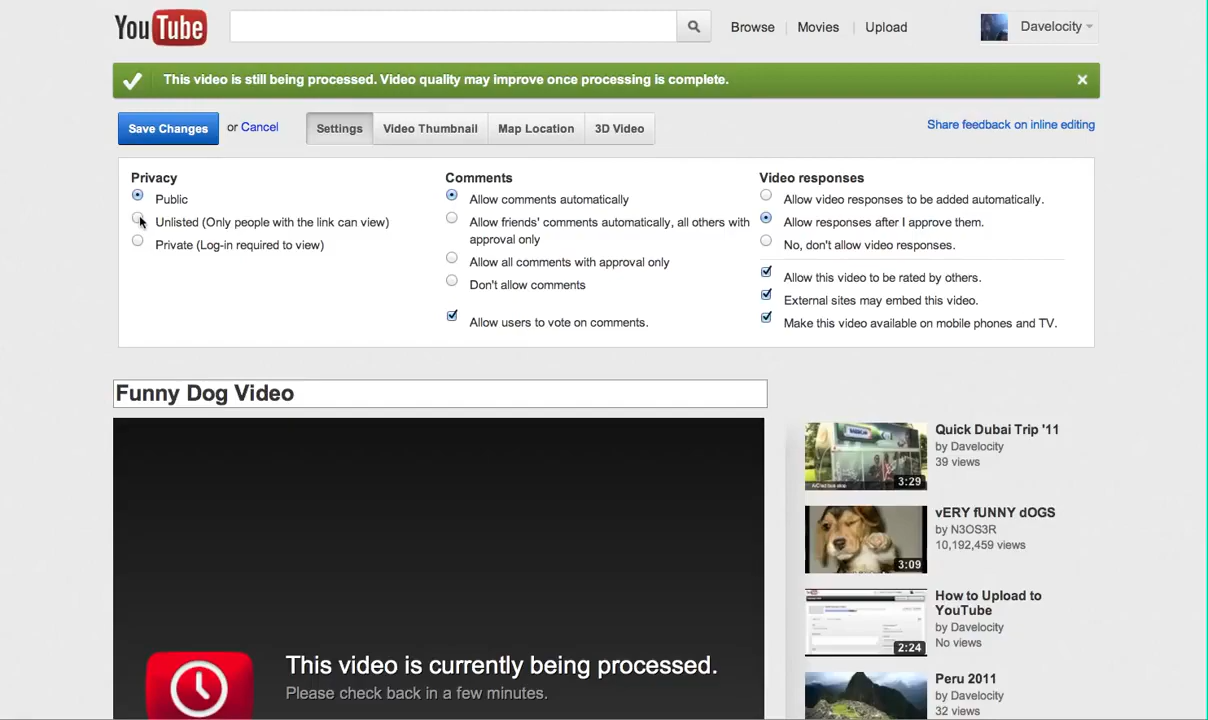 YouTube
Browse Movies Upload
Davelocity
This video is still being processed. Video quality may improve once processing is complete.
Save Changes or Cancel
Settings Video Thumbnail Map Location 3D Video
Share feedback on inline editing
Privacy
Public
Unlisted (Only people with the link can view)
Private (Log-in required to view)
Comments
Allow comments automatically
Allow friends' comments automatically, all others with
approval only
Allow all comments with approval only
Don't allow comments
Allow users to vote on comments.
Video responses
Allow video responses to be added automatically.
Allow responses after I approve them.
No, don't allow video responses.
Allow this video to be rated by others.
External sites may embed this video.
Make this video available on mobile phones and TV.
Funny Dog Video
This video is currently being processed.
Please check back in a few minutes.
3:29
Quick Dubai Trip '11
by Davelocity
39 views
3:09
vERY fUNNY dOGS
by N3OS3R
10,192,459 views
2:24
How to Upload to
YouTube
by Davelocity
No views
Peru 2011
by Davelocity
32 views